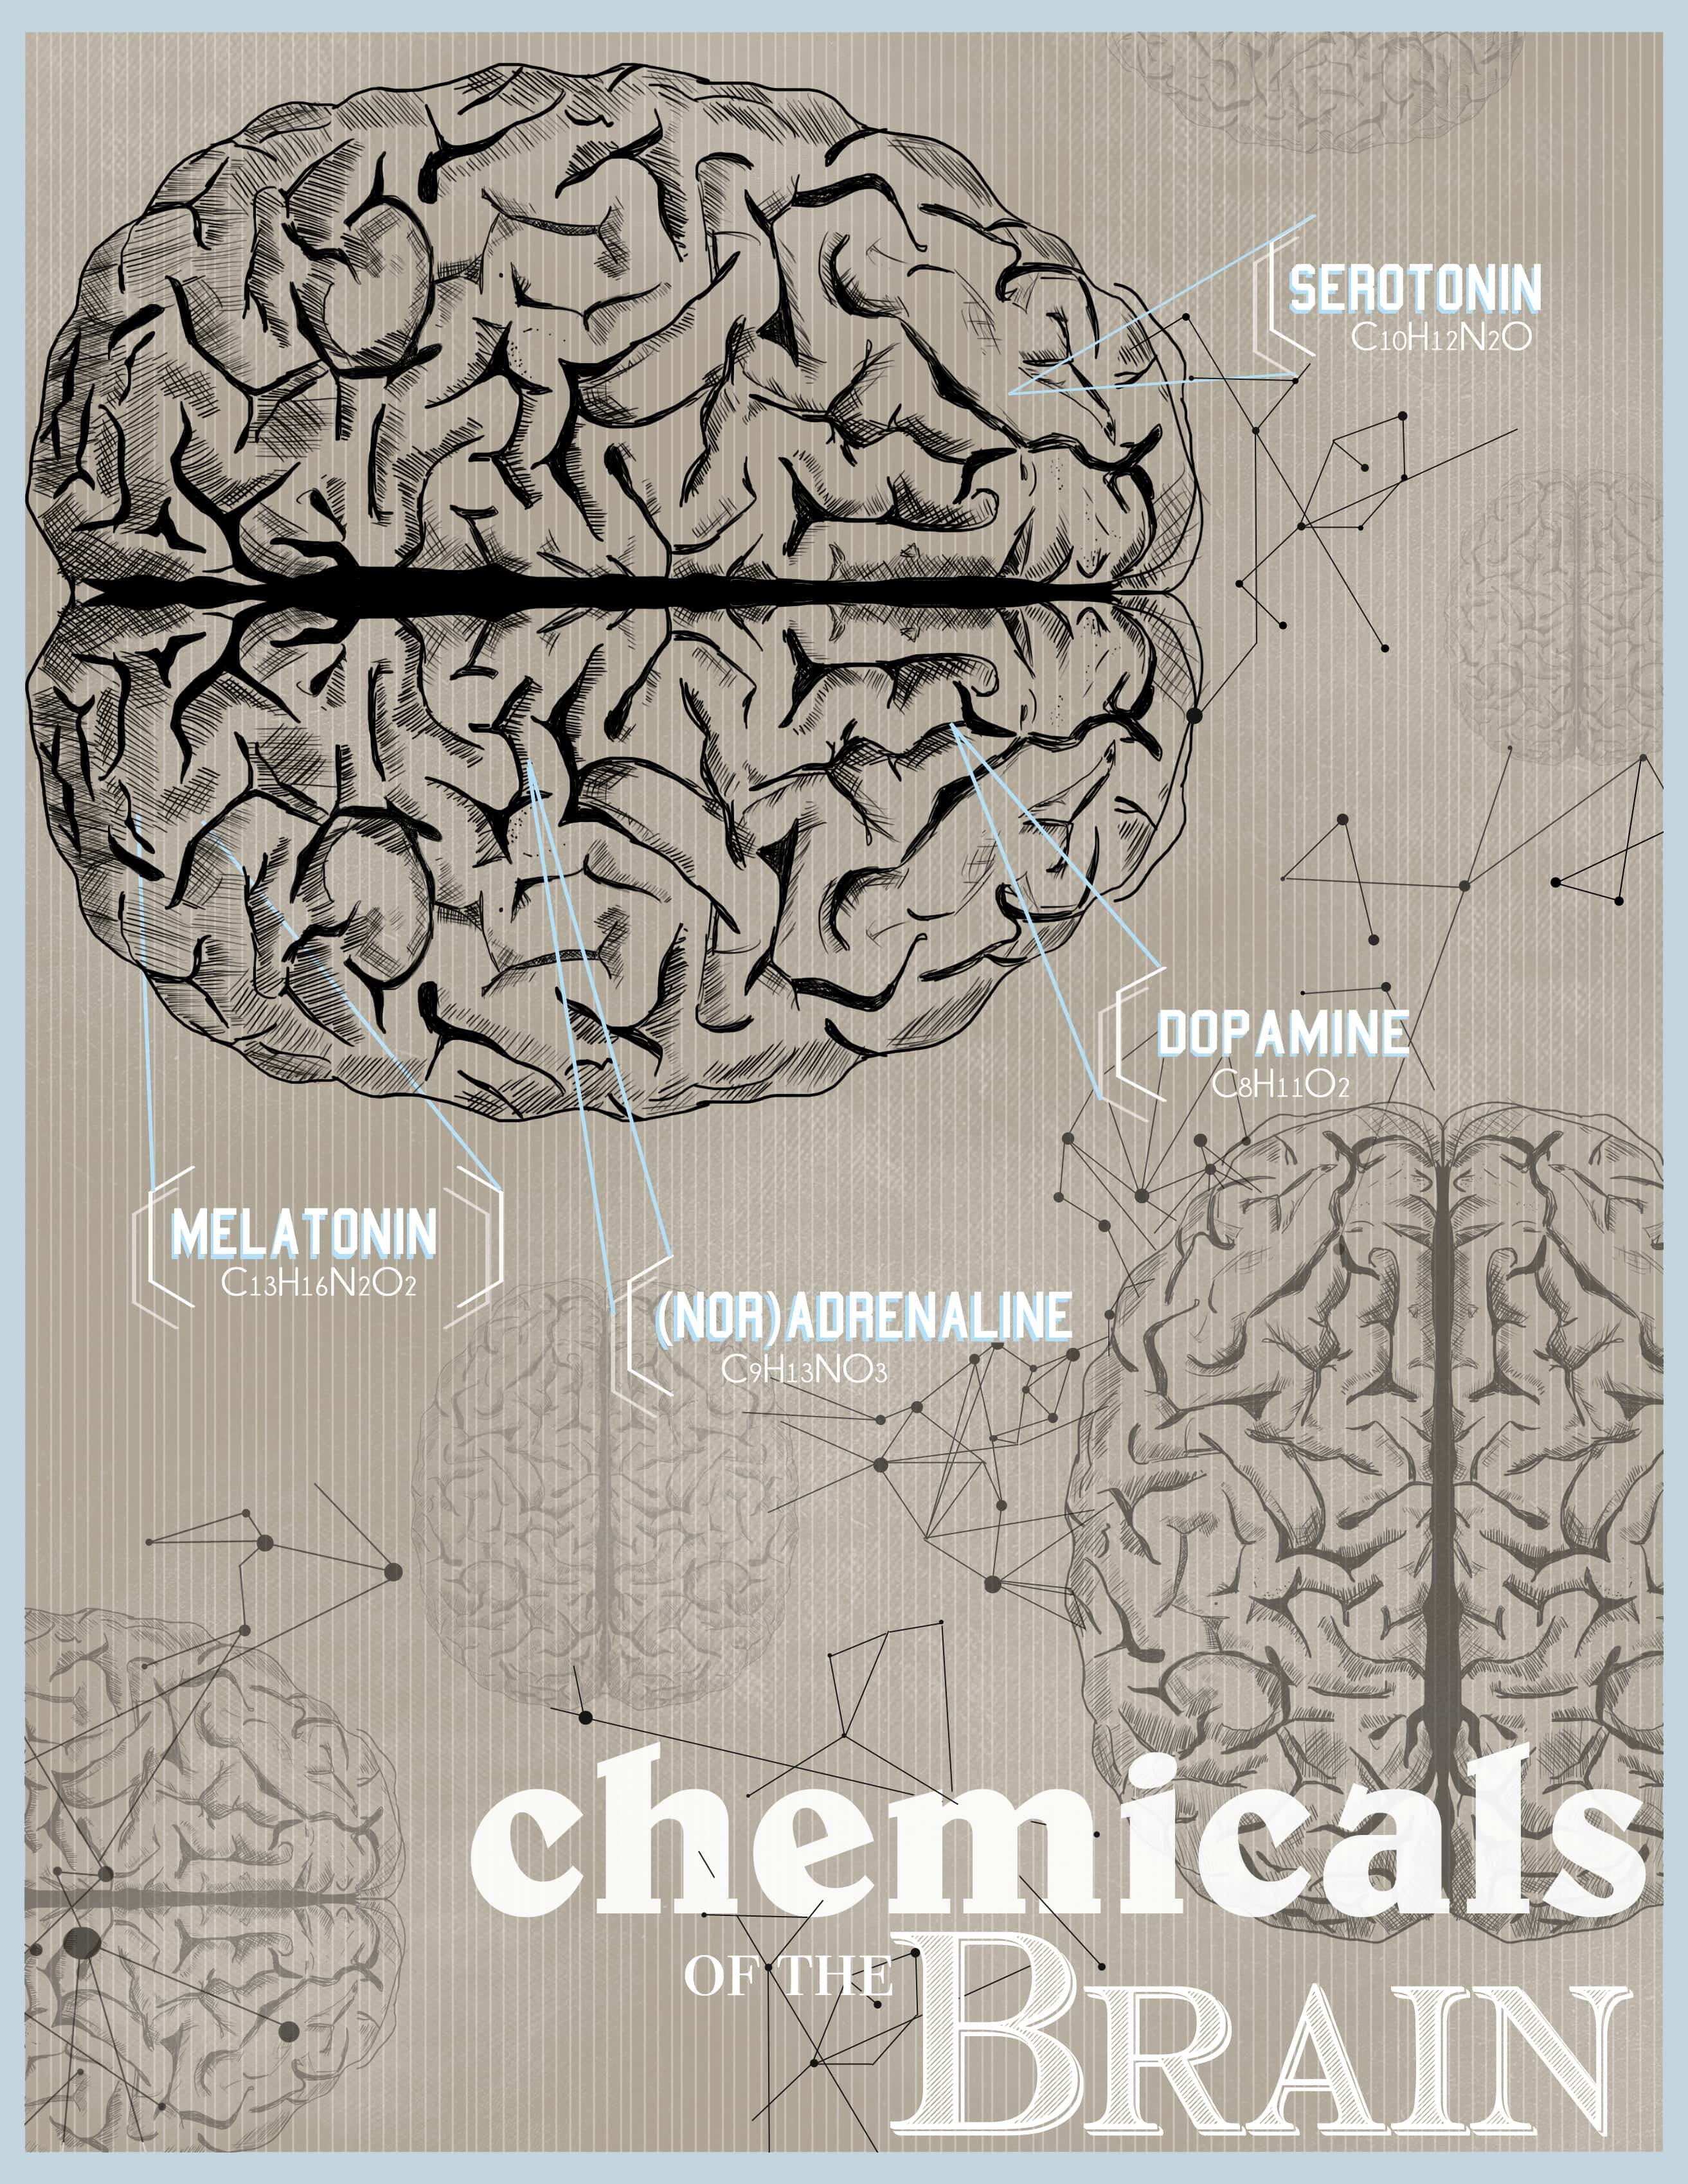 SEROTONIN
C10H12N2O
DOPAMINE
C8H11O2
MELATONIN
C13H16N2O2
(NOR)ADRENALINE
C9H13NO3
chemicals
OF THE BRAIN